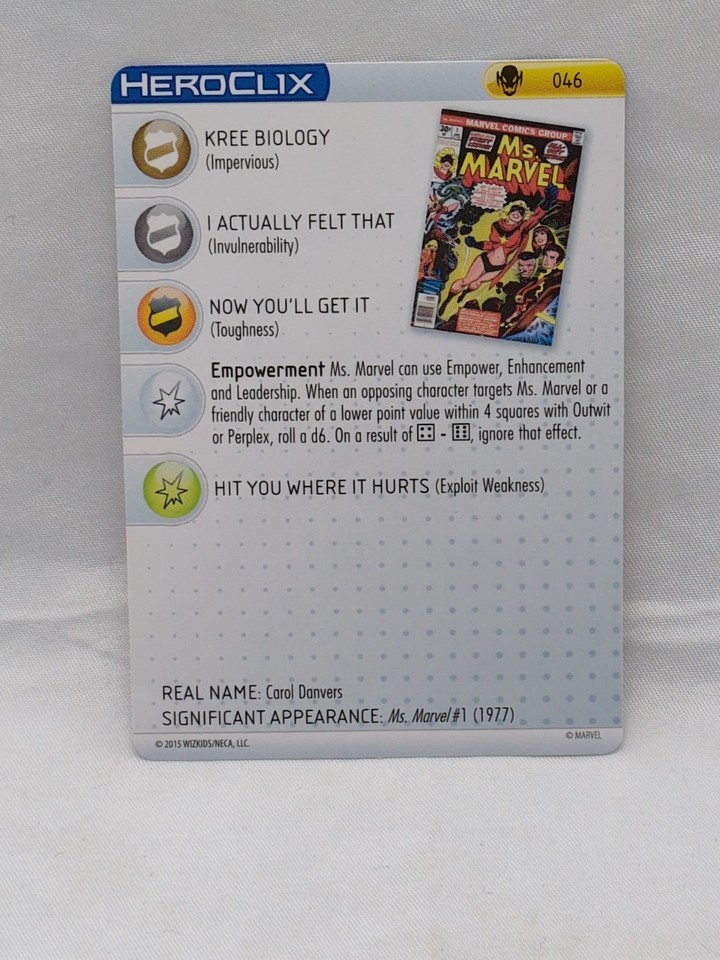 HEROCLIX
046
KREE BIOLOGY
(Impervious)
I ACTUALLY FELT THAT
(Invulnerability)
NOW YOU'LL GET IT
(Toughness)
Empowerment Ms. Marvel can use Empower, Enhancement
and Leadership. When an opposing character targets Ms. Marvel or a
friendly character of a lower point value within 4 squares with Outwit
or Perplex, roll a d6. On a result of ⚃ - ⚅, ignore that effect.
HIT YOU WHERE IT HURTS (Exploit Weakness)
MARVEL COMICS GROUP
30¢
Ms.
MARVEL
REAL NAME: Carol Danvers
SIGNIFICANT APPEARANCE: Ms. Marvel #1 (1977)
© 2015 WIZKIDS/NECA, LLC.
© MARVEL